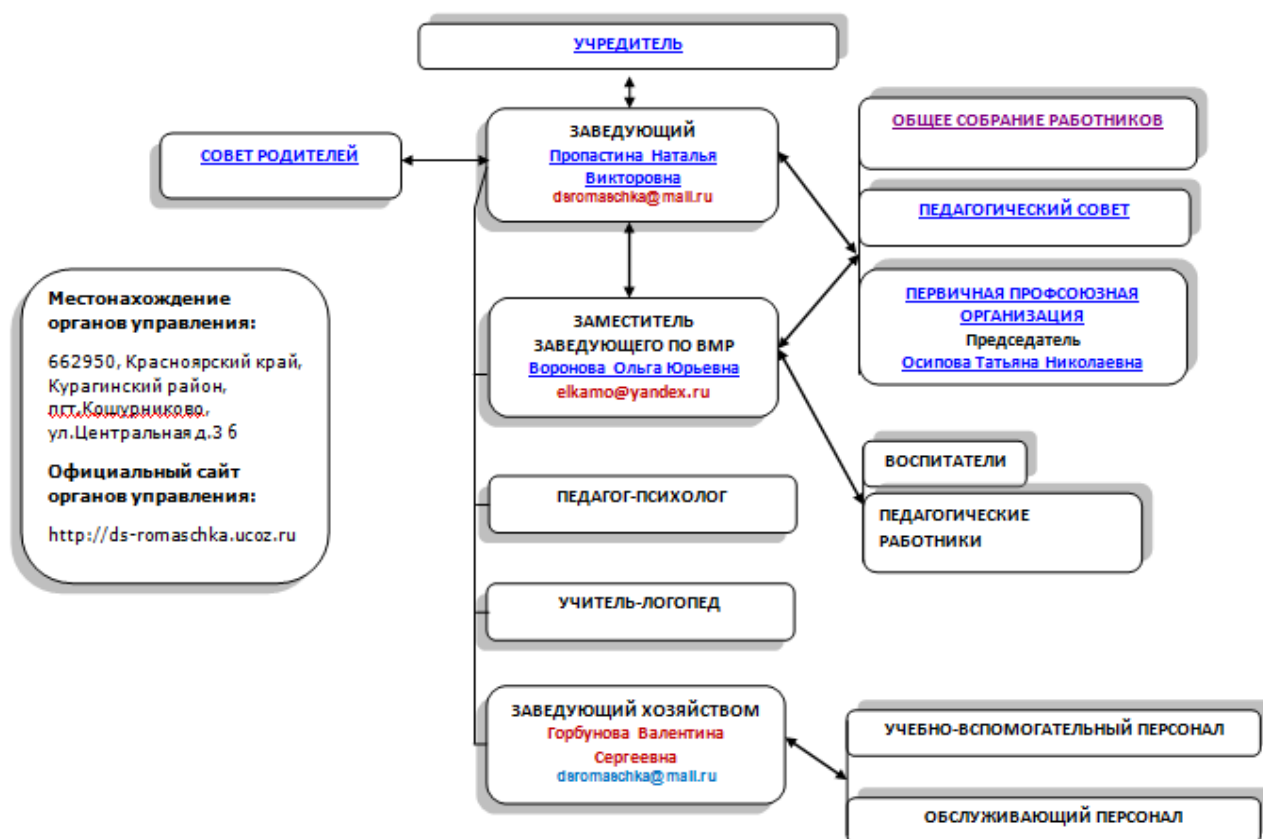 УЧРЕДИТЕЛЬ
ЗАВЕДУЮЩИЙ
Пропастина Наталья
Викторовна
dsromaschka@mail.ru
СОВЕТ РОДИТЕЛЕЙ
ОБЩЕЕ СОБРАНИЕ РАБОТНИКОВ
ПЕДАГОГИЧЕСКИЙ СОВЕТ
ПЕРВИЧНАЯ ПРОФСОЮЗНАЯ
ОРГАНИЗАЦИЯ
Председатель
Осипова Татьяна Николаевна
Местонахождение
органов управления:
662950, Красноярский край,
Курагинский район,
пгт.Кошурниково,
ул.Центральная д.3 б
Официальный сайт
органов управления:
http://ds-romaschka.ucoz.ru
ЗАМЕСТИТЕЛЬ
ЗАВЕДУЮЩЕГО ПО ВМР
Воронова Ольга Юрьевна
elkamo@yandex.ru
ВОСПИТАТЕЛИ
ПЕДАГОГИЧЕСКИЕ
РАБОТНИКИ
ПЕДАГОГ-ПСИХОЛОГ
УЧИТЕЛЬ-ЛОГОПЕД
ЗАВЕДУЮЩИЙ ХОЗЯЙСТВОМ
Горбунова Валентина
Сергеевна
dsromaschka@mail.ru
УЧЕБНО-ВСПОМОГАТЕЛЬНЫЙ ПЕРСОНАЛ
ОБСЛУЖИВАЮЩИЙ ПЕРСОНАЛ